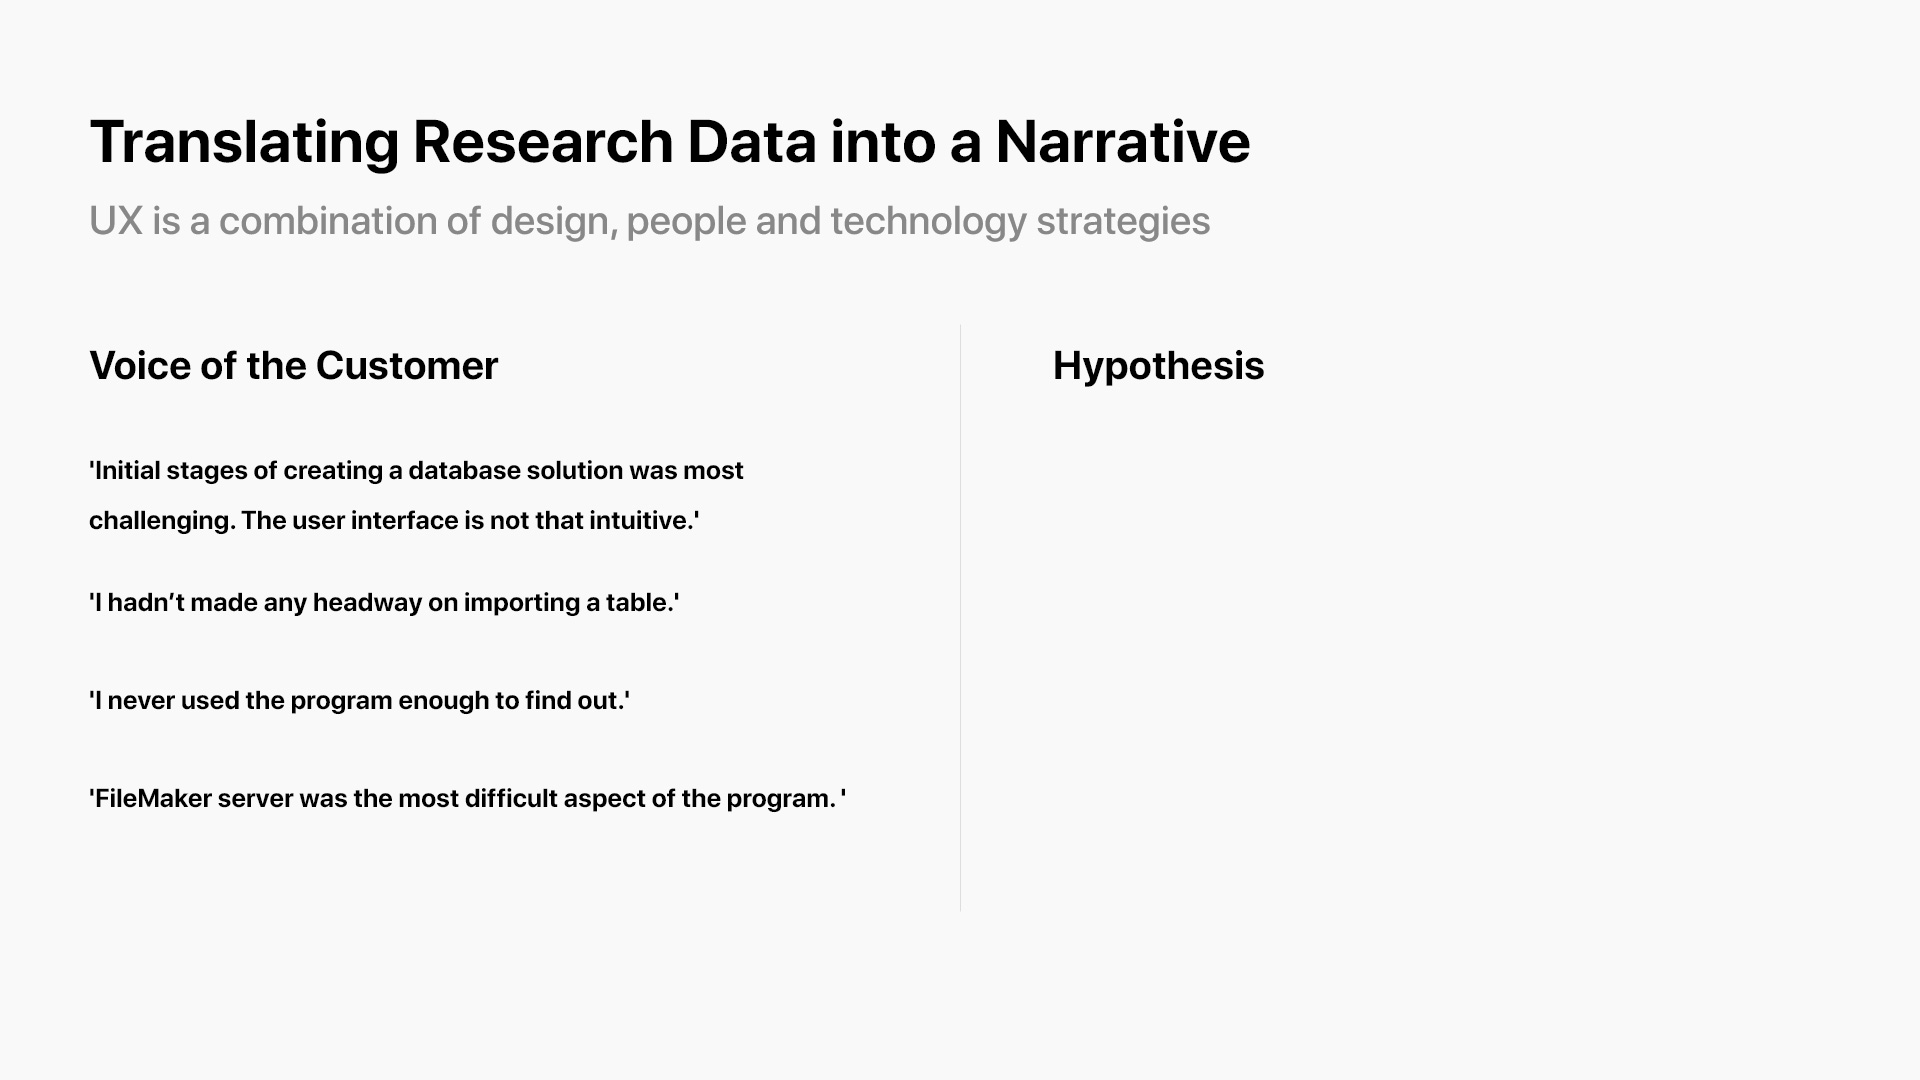 Translating Research Data into a Narrative
UX is a combination of design, people and technology strategies
Voice of the Customer
'Initial stages of creating a database solution was most
challenging. The user interface is not that intuitive.'
'I hadn’t made any headway on importing a table.'
'I never used the program enough to find out.'
'FileMaker server was the most difficult aspect of the program. '
Hypothesis